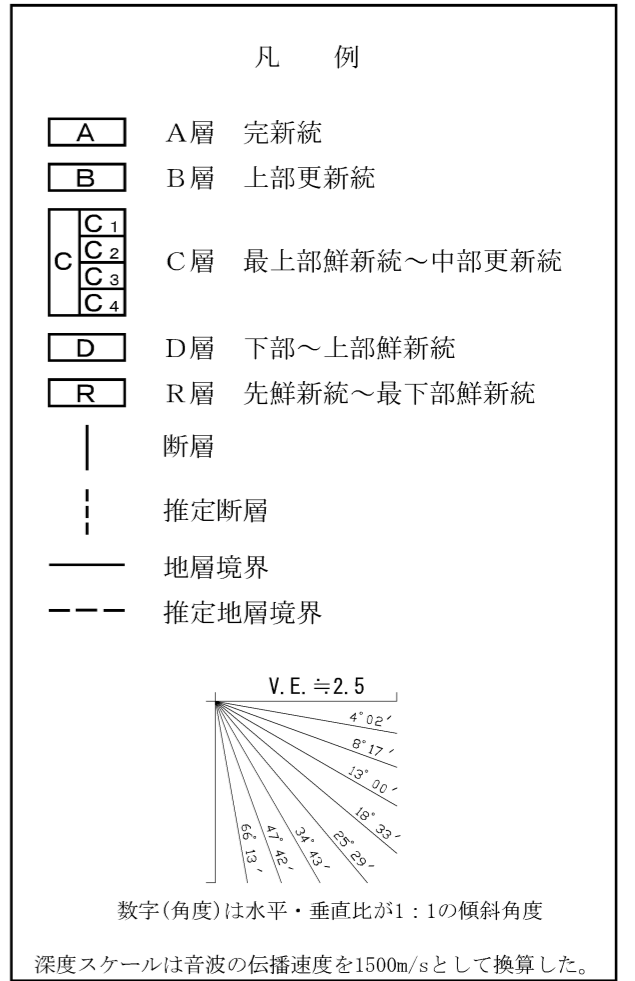 凡　例
A　A層　完新統
B　B層　上部更新統
C　C1　C2　C3　C4　C層　最上部鮮新統～中部更新統
D　D層　下部～上部鮮新統
R　R層　先鮮新統～最下部鮮新統
断層
推定断層
地層境界
推定地層境界
V.E.≒2.5
4°02′
8°17′
13°00′
18°33′
25°29′
34°43′
47°42′
66°13′
数字(角度)は水平・垂直比が1：1の傾斜角度
深度スケールは音波の伝播速度を1500m/sとして換算した。